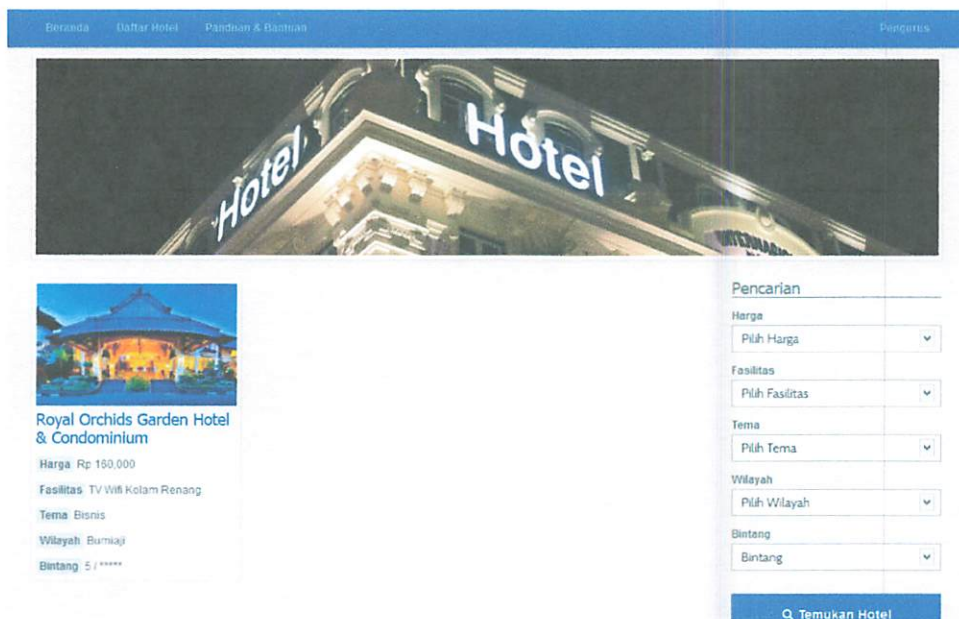 Beranda Daftar Hotel Panduan & Bantuan Pengurus
Hotel Hotel
Royal Orchids Garden Hotel
& Condominium
Harga Rp 160,000
Fasilitas TV Wifi Kolam Renang
Tema Bisnis
Wilayah Bumiaji
Bintang 5 / *****
Pencarian
Harga
Pilih Harga
Fasilitas
Pilih Fasilitas
Tema
Pilih Tema
Wilayah
Pilih Wilayah
Bintang
Bintang
Temukan Hotel